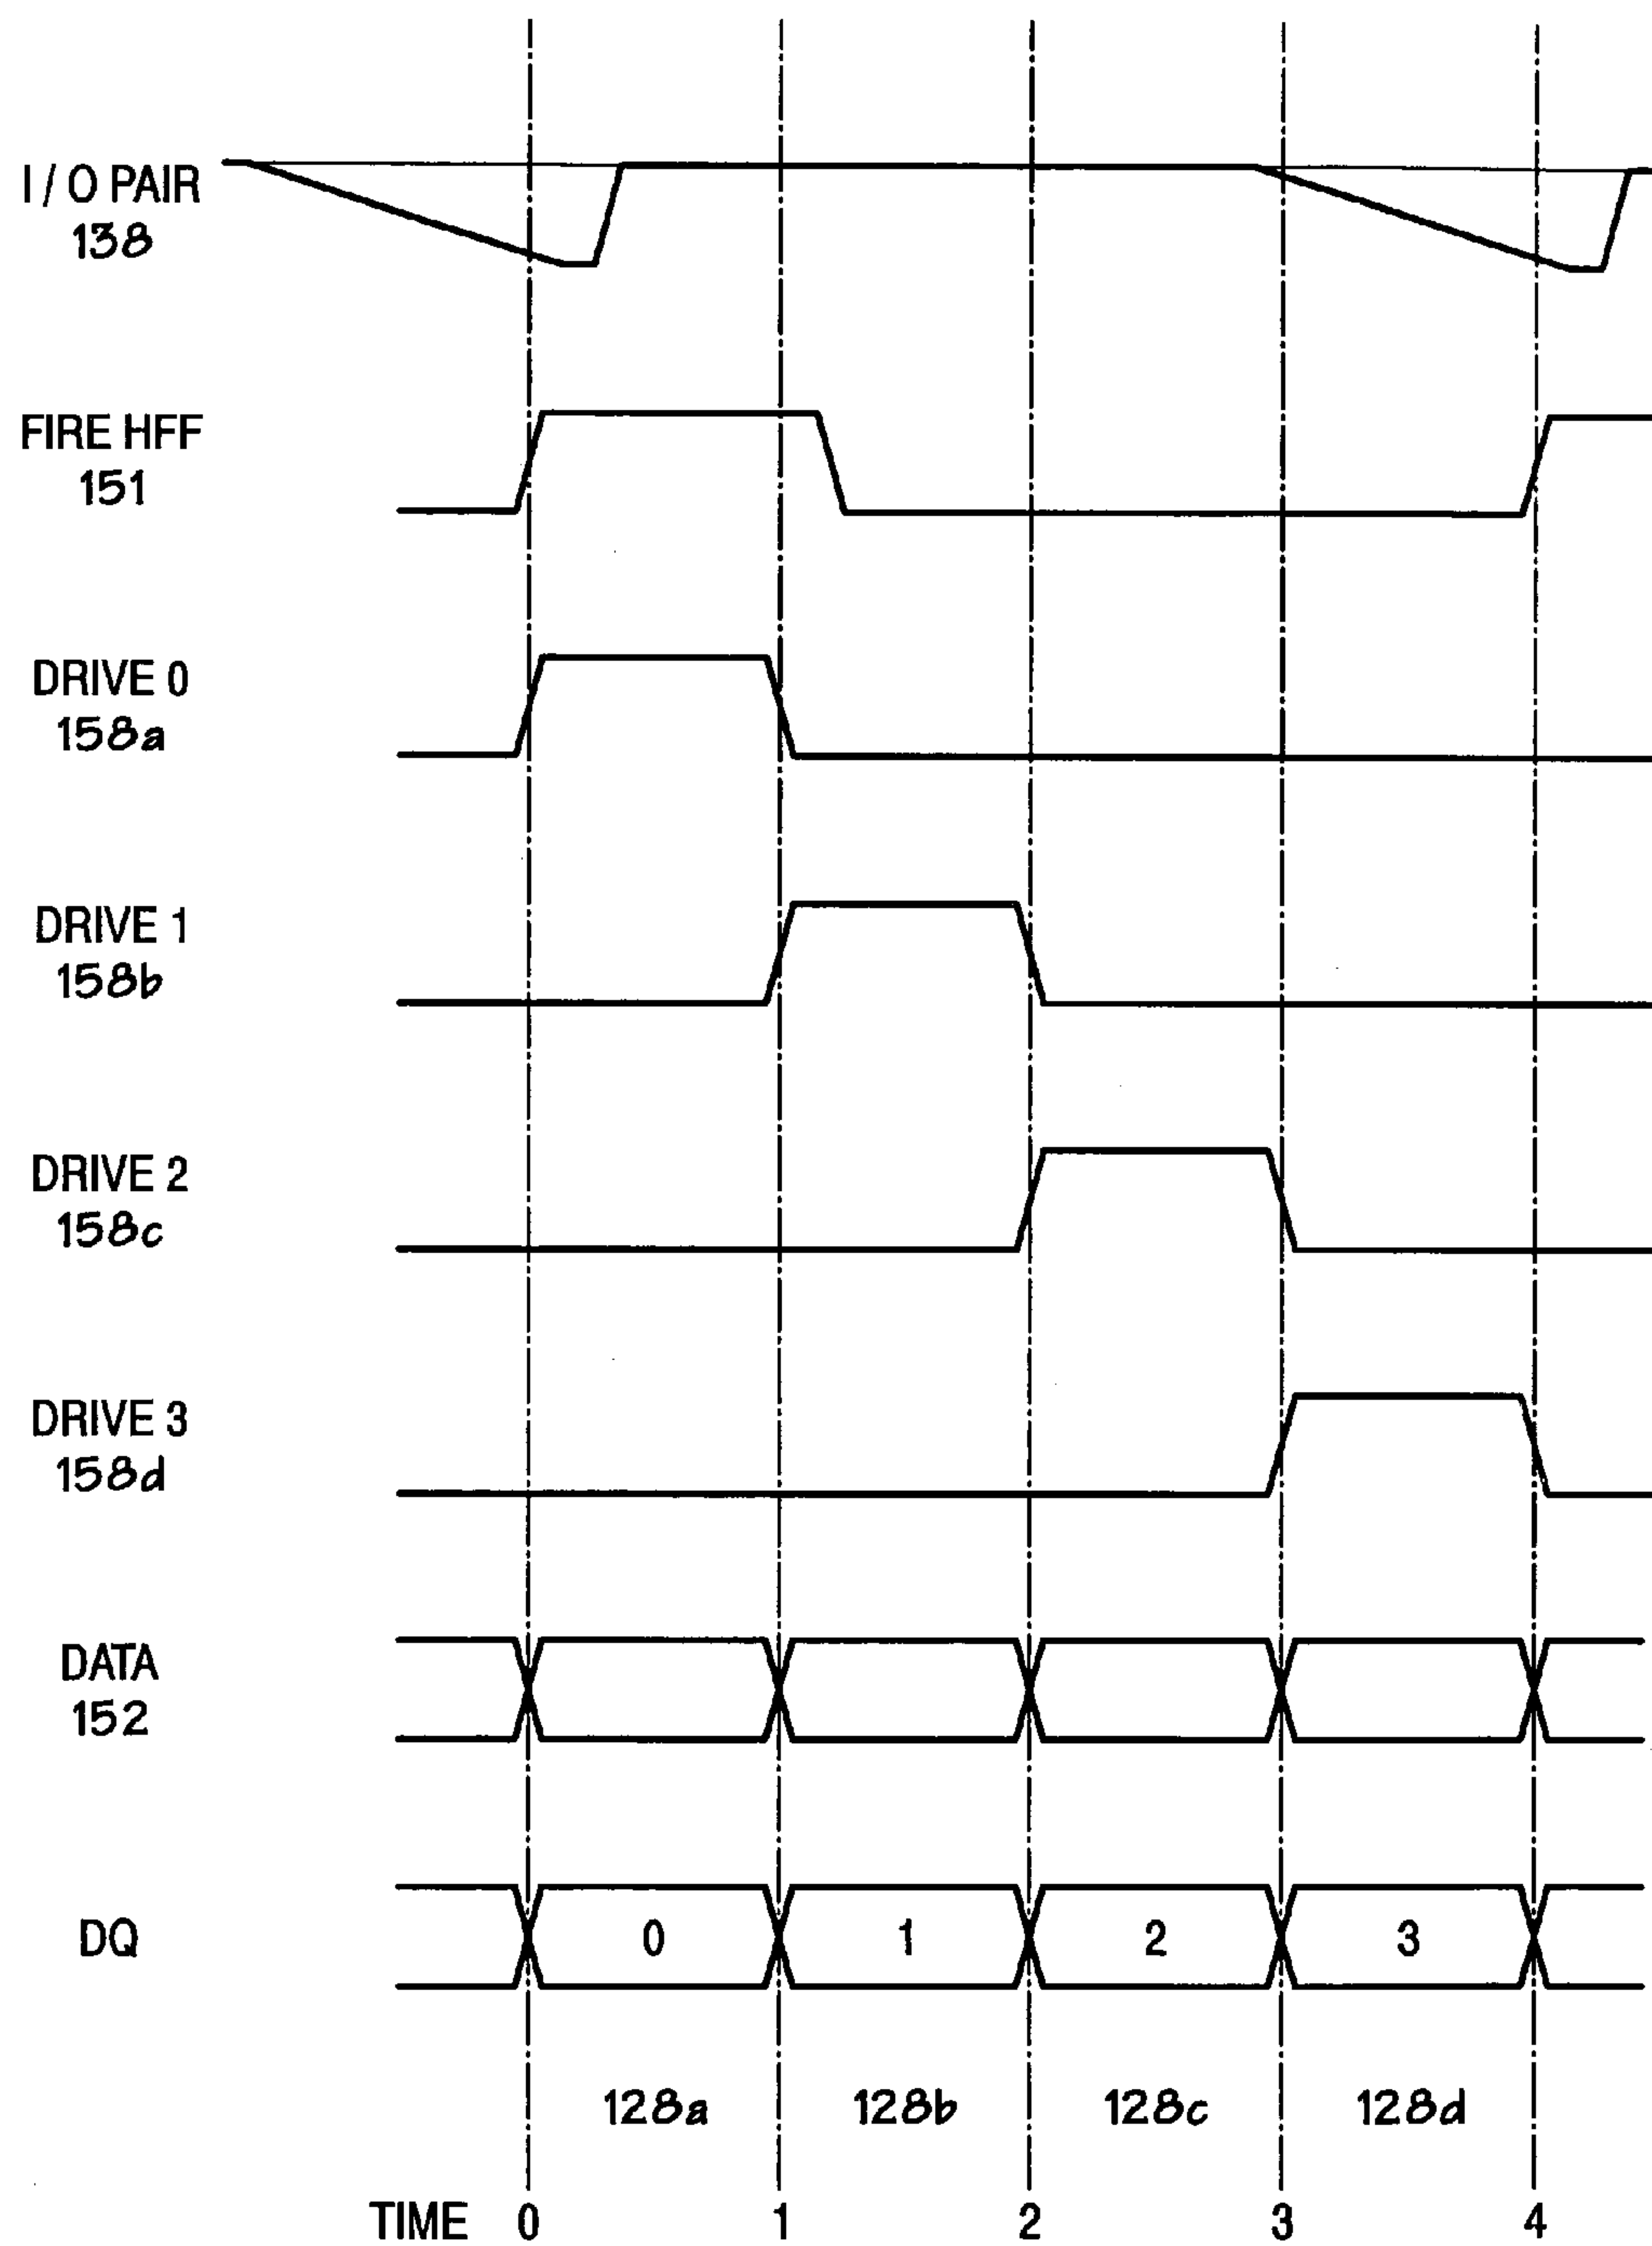 I / O PAIR
138
FIRE HFF
151
DRIVE 0
158a
DRIVE 1
158b
DRIVE 2
158c
DRIVE 3
158d
DATA
152
DQ 0 1 2 3
128a 128b 128c 128d
TIME 0 1 2 3 4